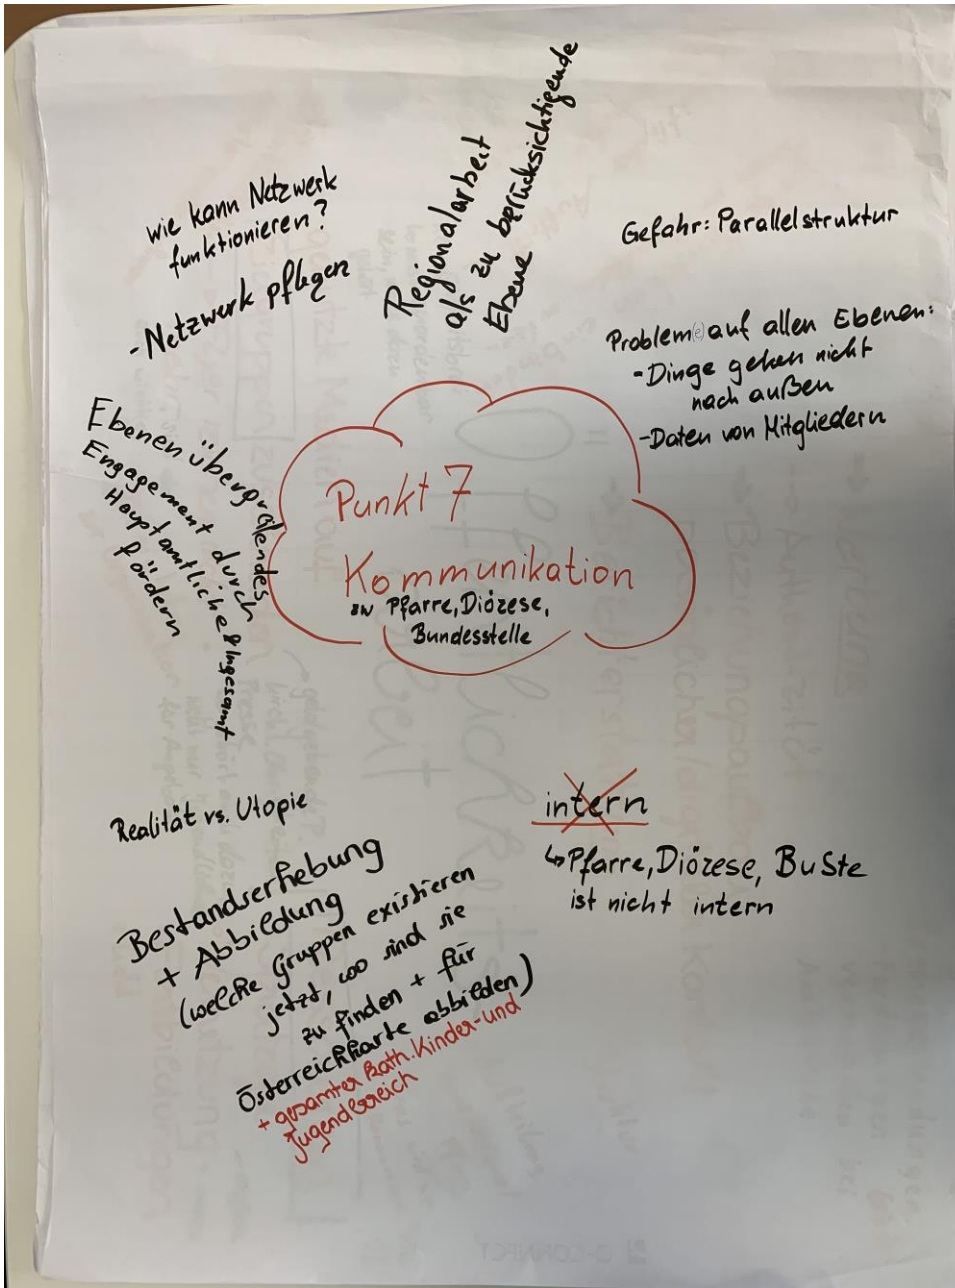 wie kann Netzwerk
funktionieren?
- Netzwerk pflegen
Regionalarbeit
als zu berücksichtigende
Ebene
Gefahr: Parallelstruktur
Problem(e) auf allen Ebenen:
- Dinge gehen nicht
nach außen
- Daten von Mitgliedern
Ebenen übergreifendes
Engagement durch
Hauptamtliche & Ingesamt
fördern
Punkt 7
Kommunikation
in Pfarre, Diözese,
Bundesstelle
Realität vs. Utopie
Bestandserhebung
+ Abbildung
(welche Gruppen existieren
jetzt, wo sind sie
zu finden + für
Österreichkarte abbilden)
+ gesamter kath. Kinder- und
Jugendbereich
intern
↳ Pfarre, Diözese, BuSte
ist nicht intern